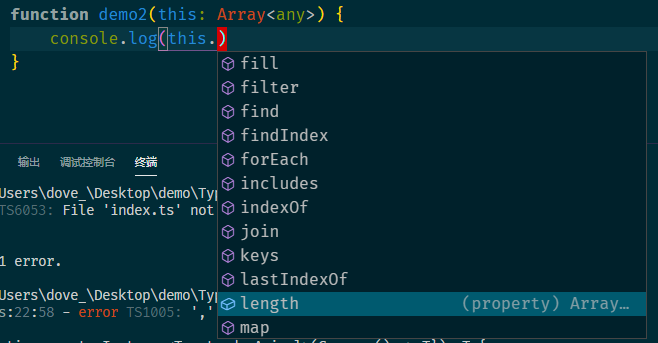 function demo2(this: Array<any>) {
console.log(this.)
}
fill
filter
find
findIndex
forEach
includes
indexOf
join
keys
lastIndexOf
length (property) Array…
map
输出 调试控制台 终端
Users\dove_\Desktop\demo\Typ
TS6053: File 'index.ts' not
1 error.
Users\dove_\Desktop\demo\Typ
s:22:58 - error TS1005: ','